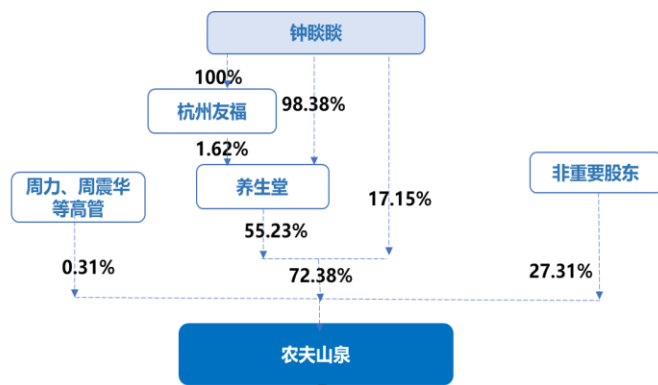 钟睒睒
100%
杭州友福
98.38%
1.62%
养生堂
非重要股东
周力、周震华
等高管
17.15%
55.23%
0.31%
72.38%
27.31%
农夫山泉